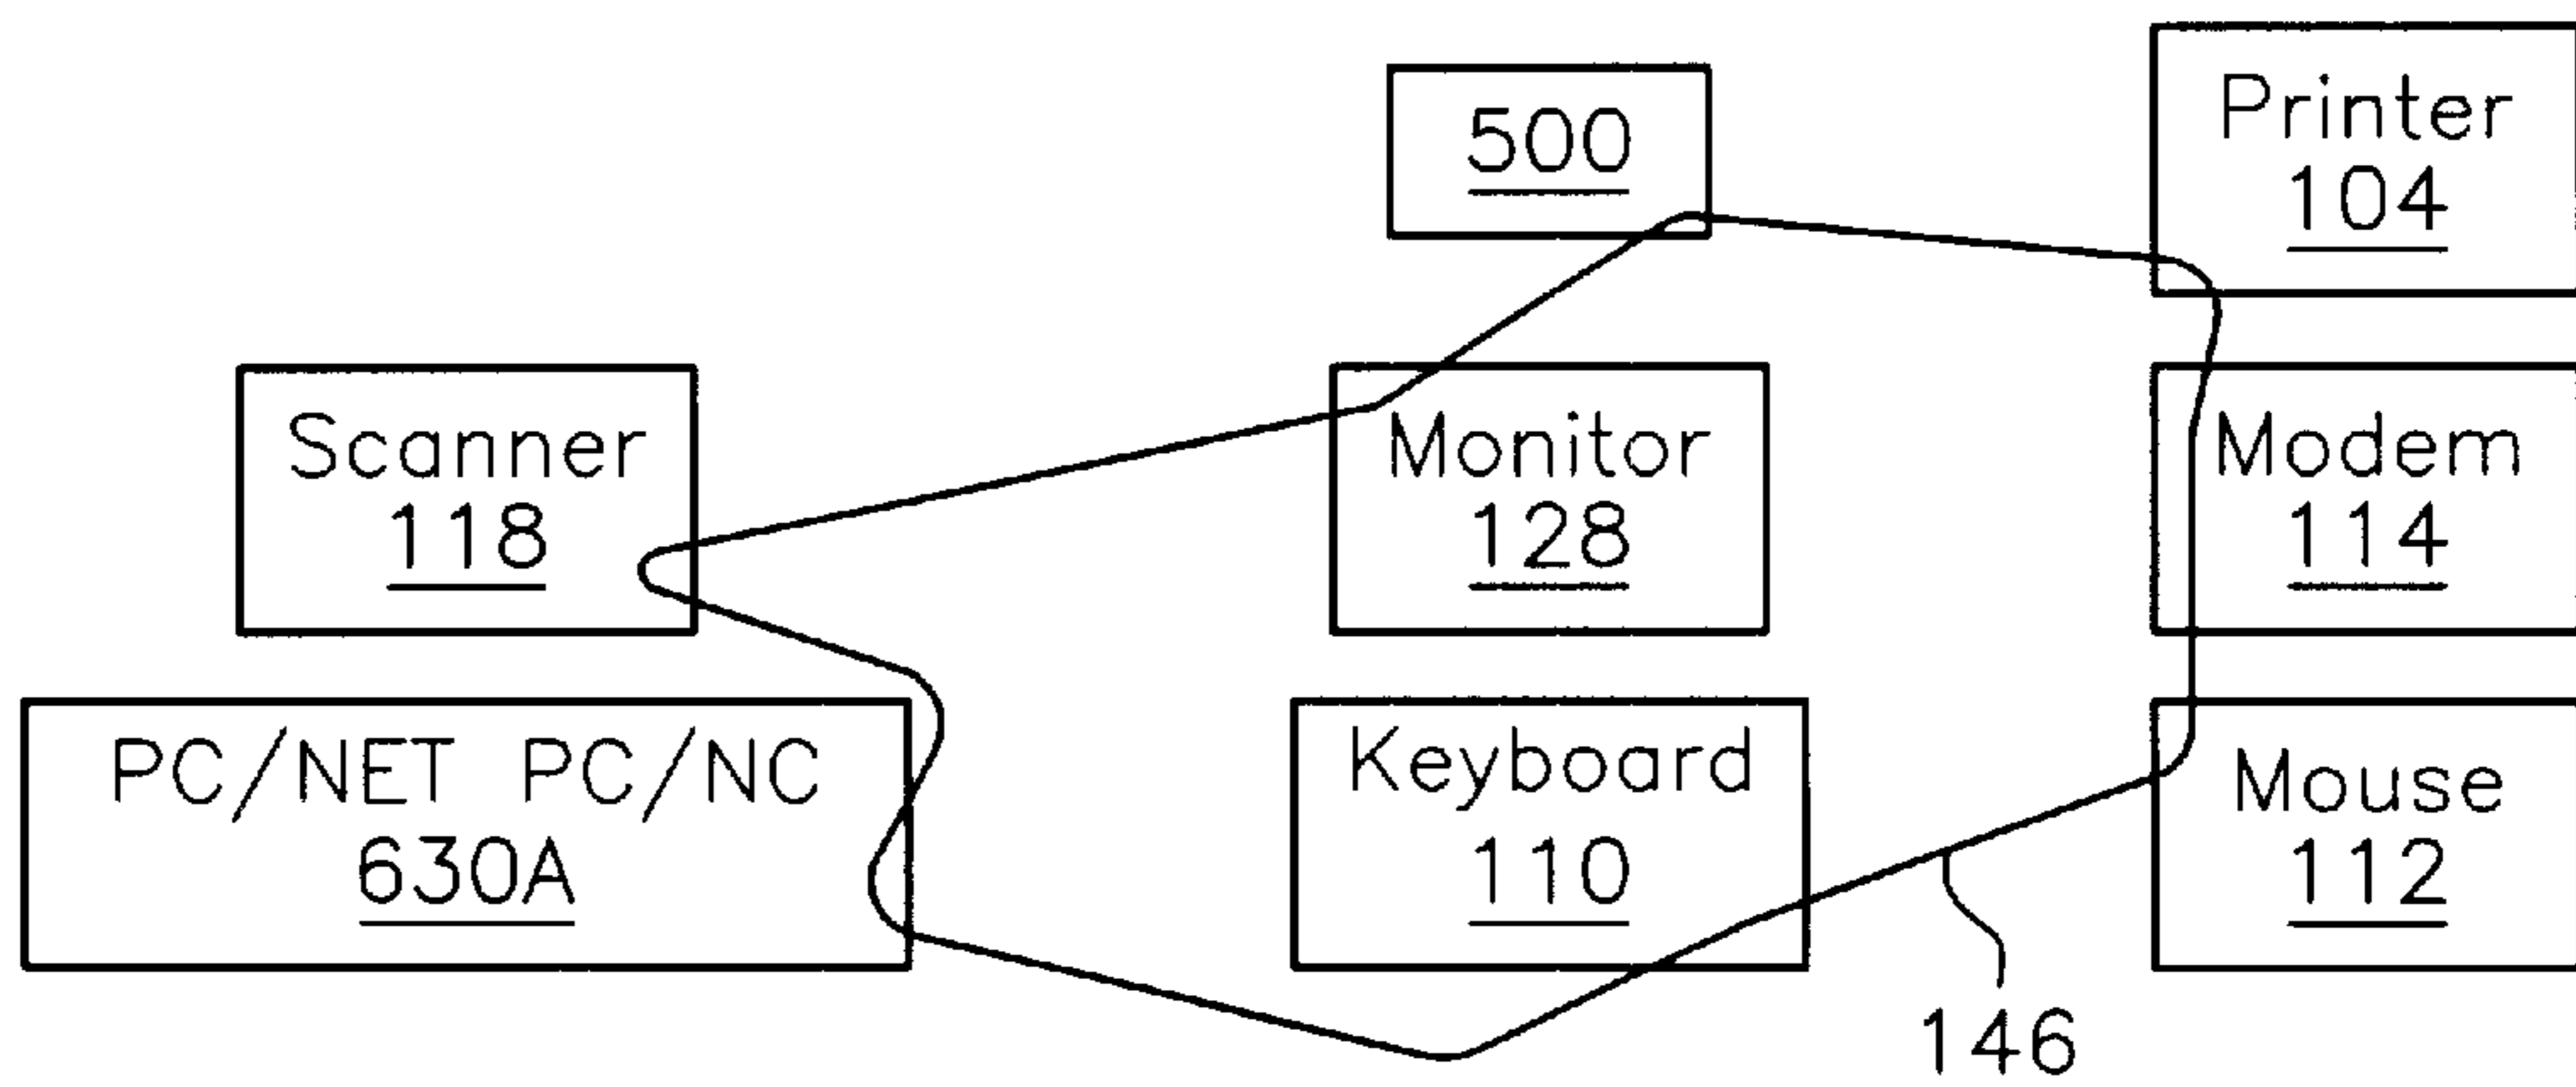 500
Printer
104
Scanner
118
Monitor
128
Modem
114
PC/NET PC/NC
630A
Keyboard
110
Mouse
112
146